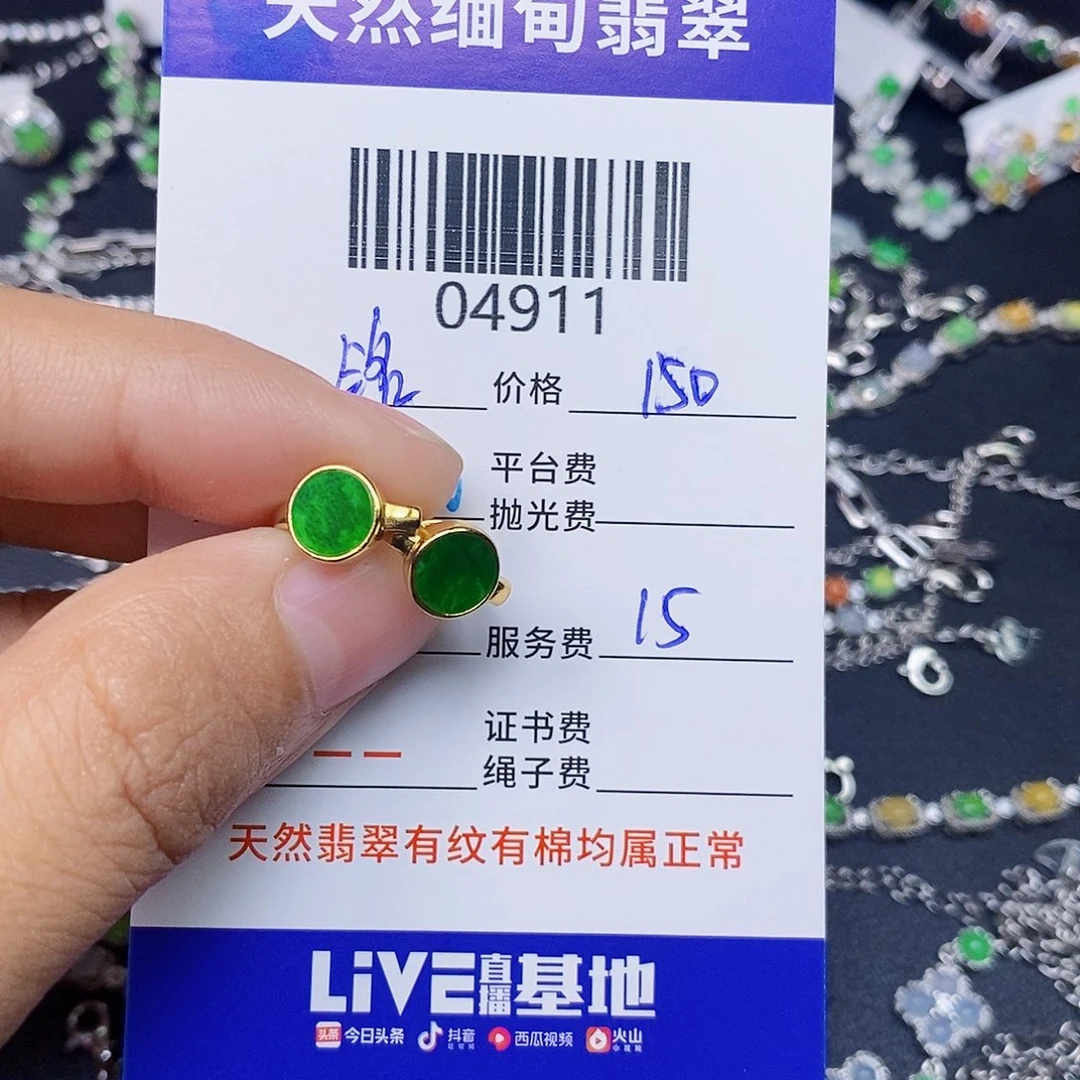 天然缅甸翡翠
04911
价格 150
平台费
抛光费
服务费 15
证书费
绳子费
天然翡翠有纹有棉均属正常
LiVE直播基地
头条 今日头条 抖音 西瓜视频 火山